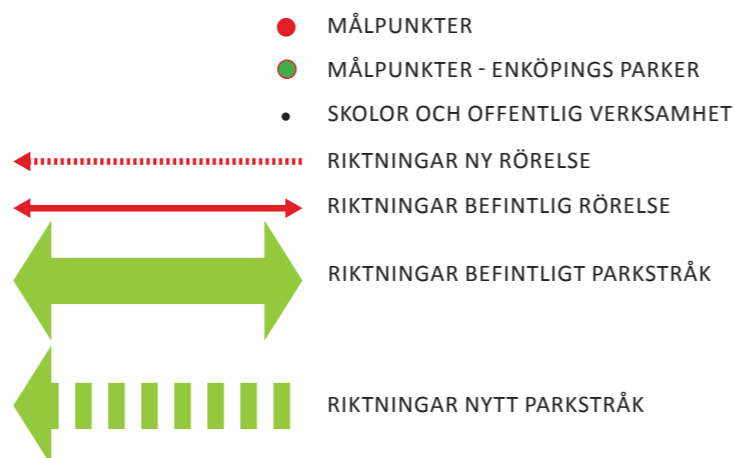 MÅLPUNKTER
MÅLPUNKTER - ENKÖPINGS PARKER
SKOLOR OCH OFFENTLIG VERKSAMHET
RIKTNINGAR NY RÖRELSE
RIKTNINGAR BEFINTLIG RÖRELSE
RIKTNINGAR BEFINTLIGT PARKSTRÅK
RIKTNINGAR NYTT PARKSTRÅK